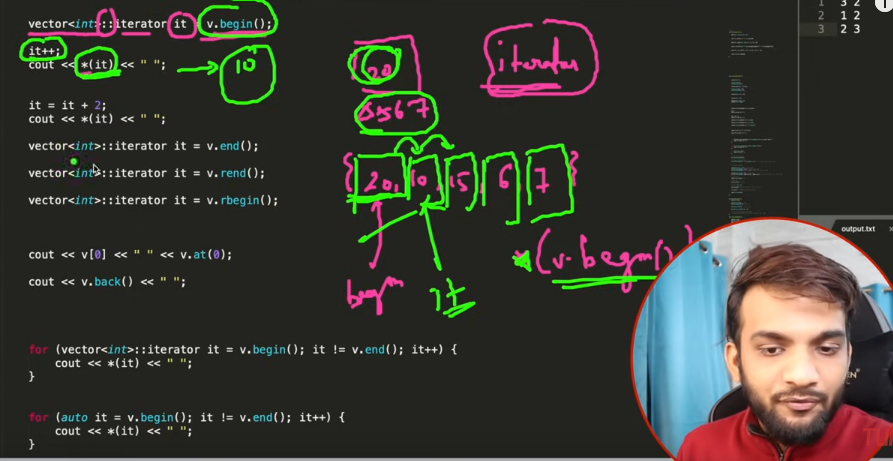 vector<int>::iterator it v.begin();
it++;
cout << *(it) << " ";
10
it = it + 2;
cout << *(it) << " ";
vector<int>::iterator it = v.end();
vector<int>::iterator it = v.rend();
vector<int>::iterator it = v.rbegin();
cout << v[0] << " " << v.at(0);
cout << v.back() << " ";
for (vector<int>::iterator it = v.begin(); it != v.end(); it++) {
cout << *(it) << " ";
}
for (auto it = v.begin(); it != v.end(); it++) {
cout << *(it) << " ";
}
20
iterator
{ 20, 10, 15, 6, 7 }
begin
it
*(v.begin()
3 2
1 2
3 2 3
output.txt